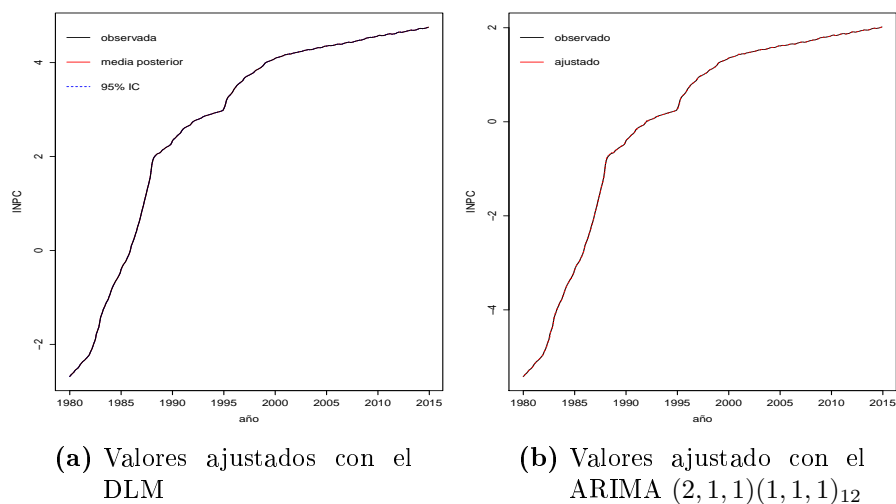 observada
media posterior
95% IC
INPC
4
2
0
−2
1980 1985 1990 1995 2000 2005 2010 2015
año
(a) Valores ajustados con el
DLM
observado
ajustado
INPC
2
0
−2
−4
1980 1985 1990 1995 2000 2005 2010 2015
año
(b) Valores ajustado con el
ARIMA (2, 1, 1)(1, 1, 1)₁₂